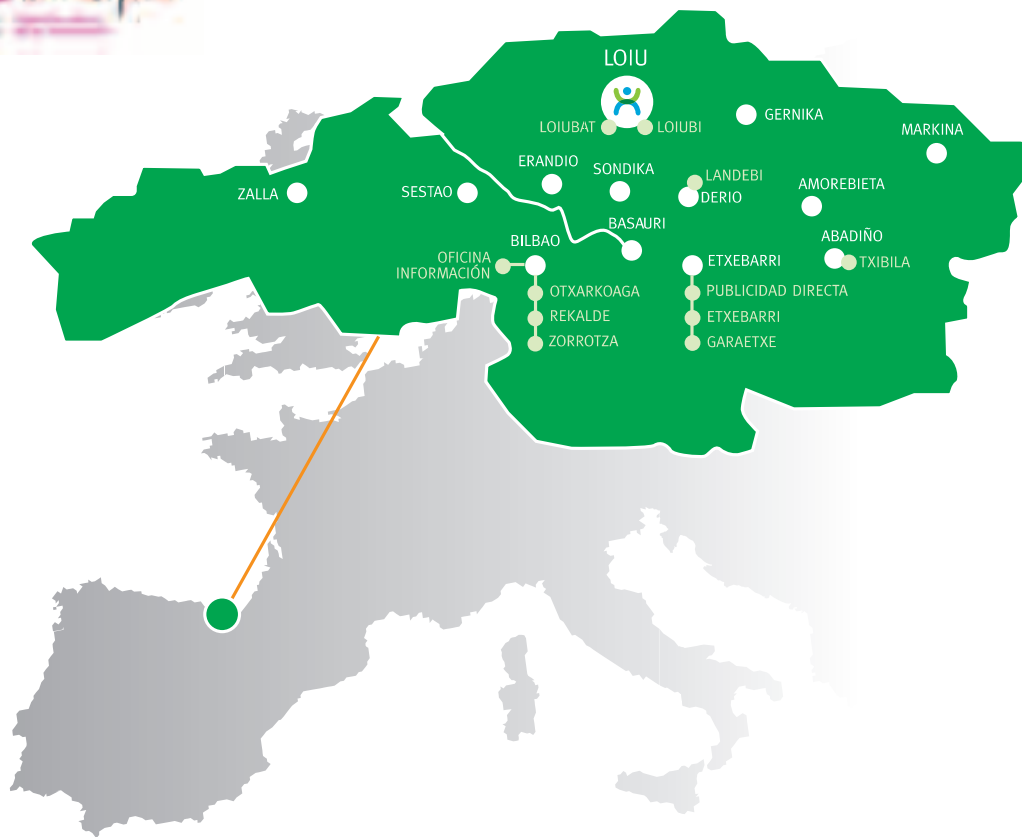 LOIU
LOIUBAT
LOIUBI
GERNIKA
MARKINA
ERANDIO
SONDIKA
LANDEBI
DERIO
AMOREBIETA
ZALLA
SESTAO
BASAURI
BILBAO
ABADIÑO
TXIBILA
OFICINA
INFORMACIÓN
ETXEBARRI
OTXARKOAGA
PUBLICIDAD DIRECTA
REKALDE
ETXEBARRI
ZORROTZA
GARAETXE